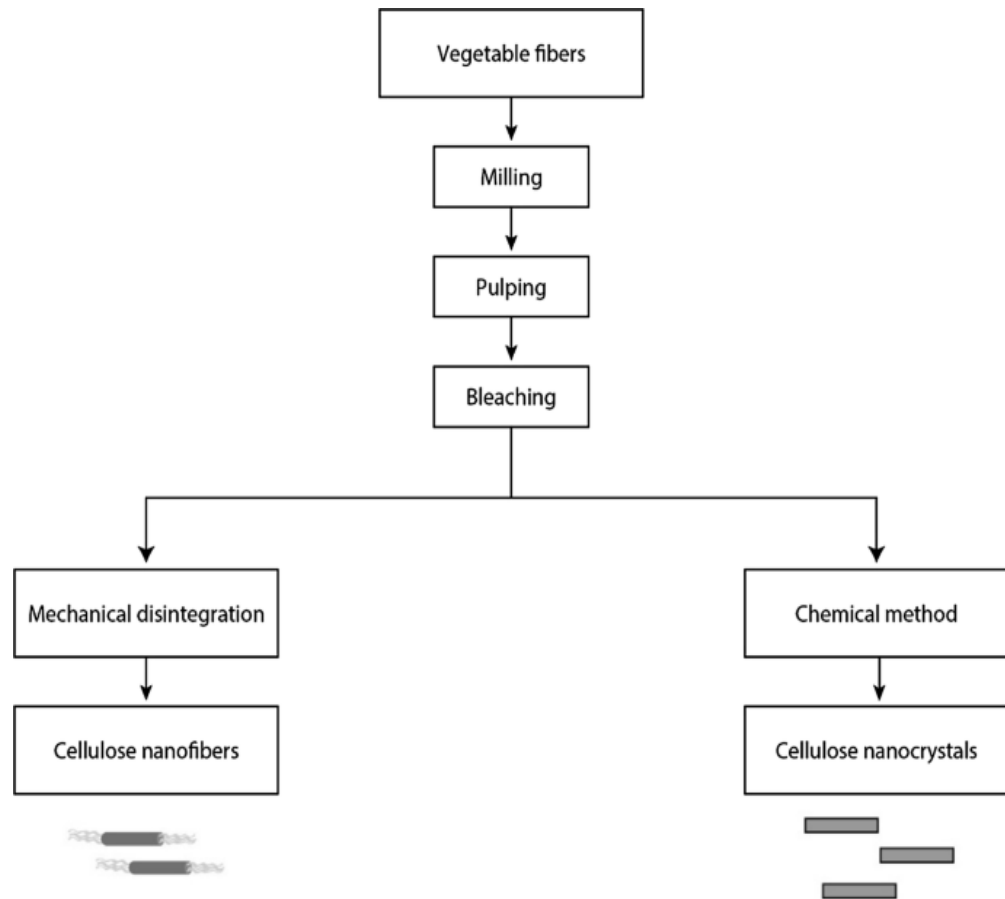 Vegetable fibers
Milling
Pulping
Bleaching
Mechanical disintegration
Chemical method
Cellulose nanofibers
Cellulose nanocrystals